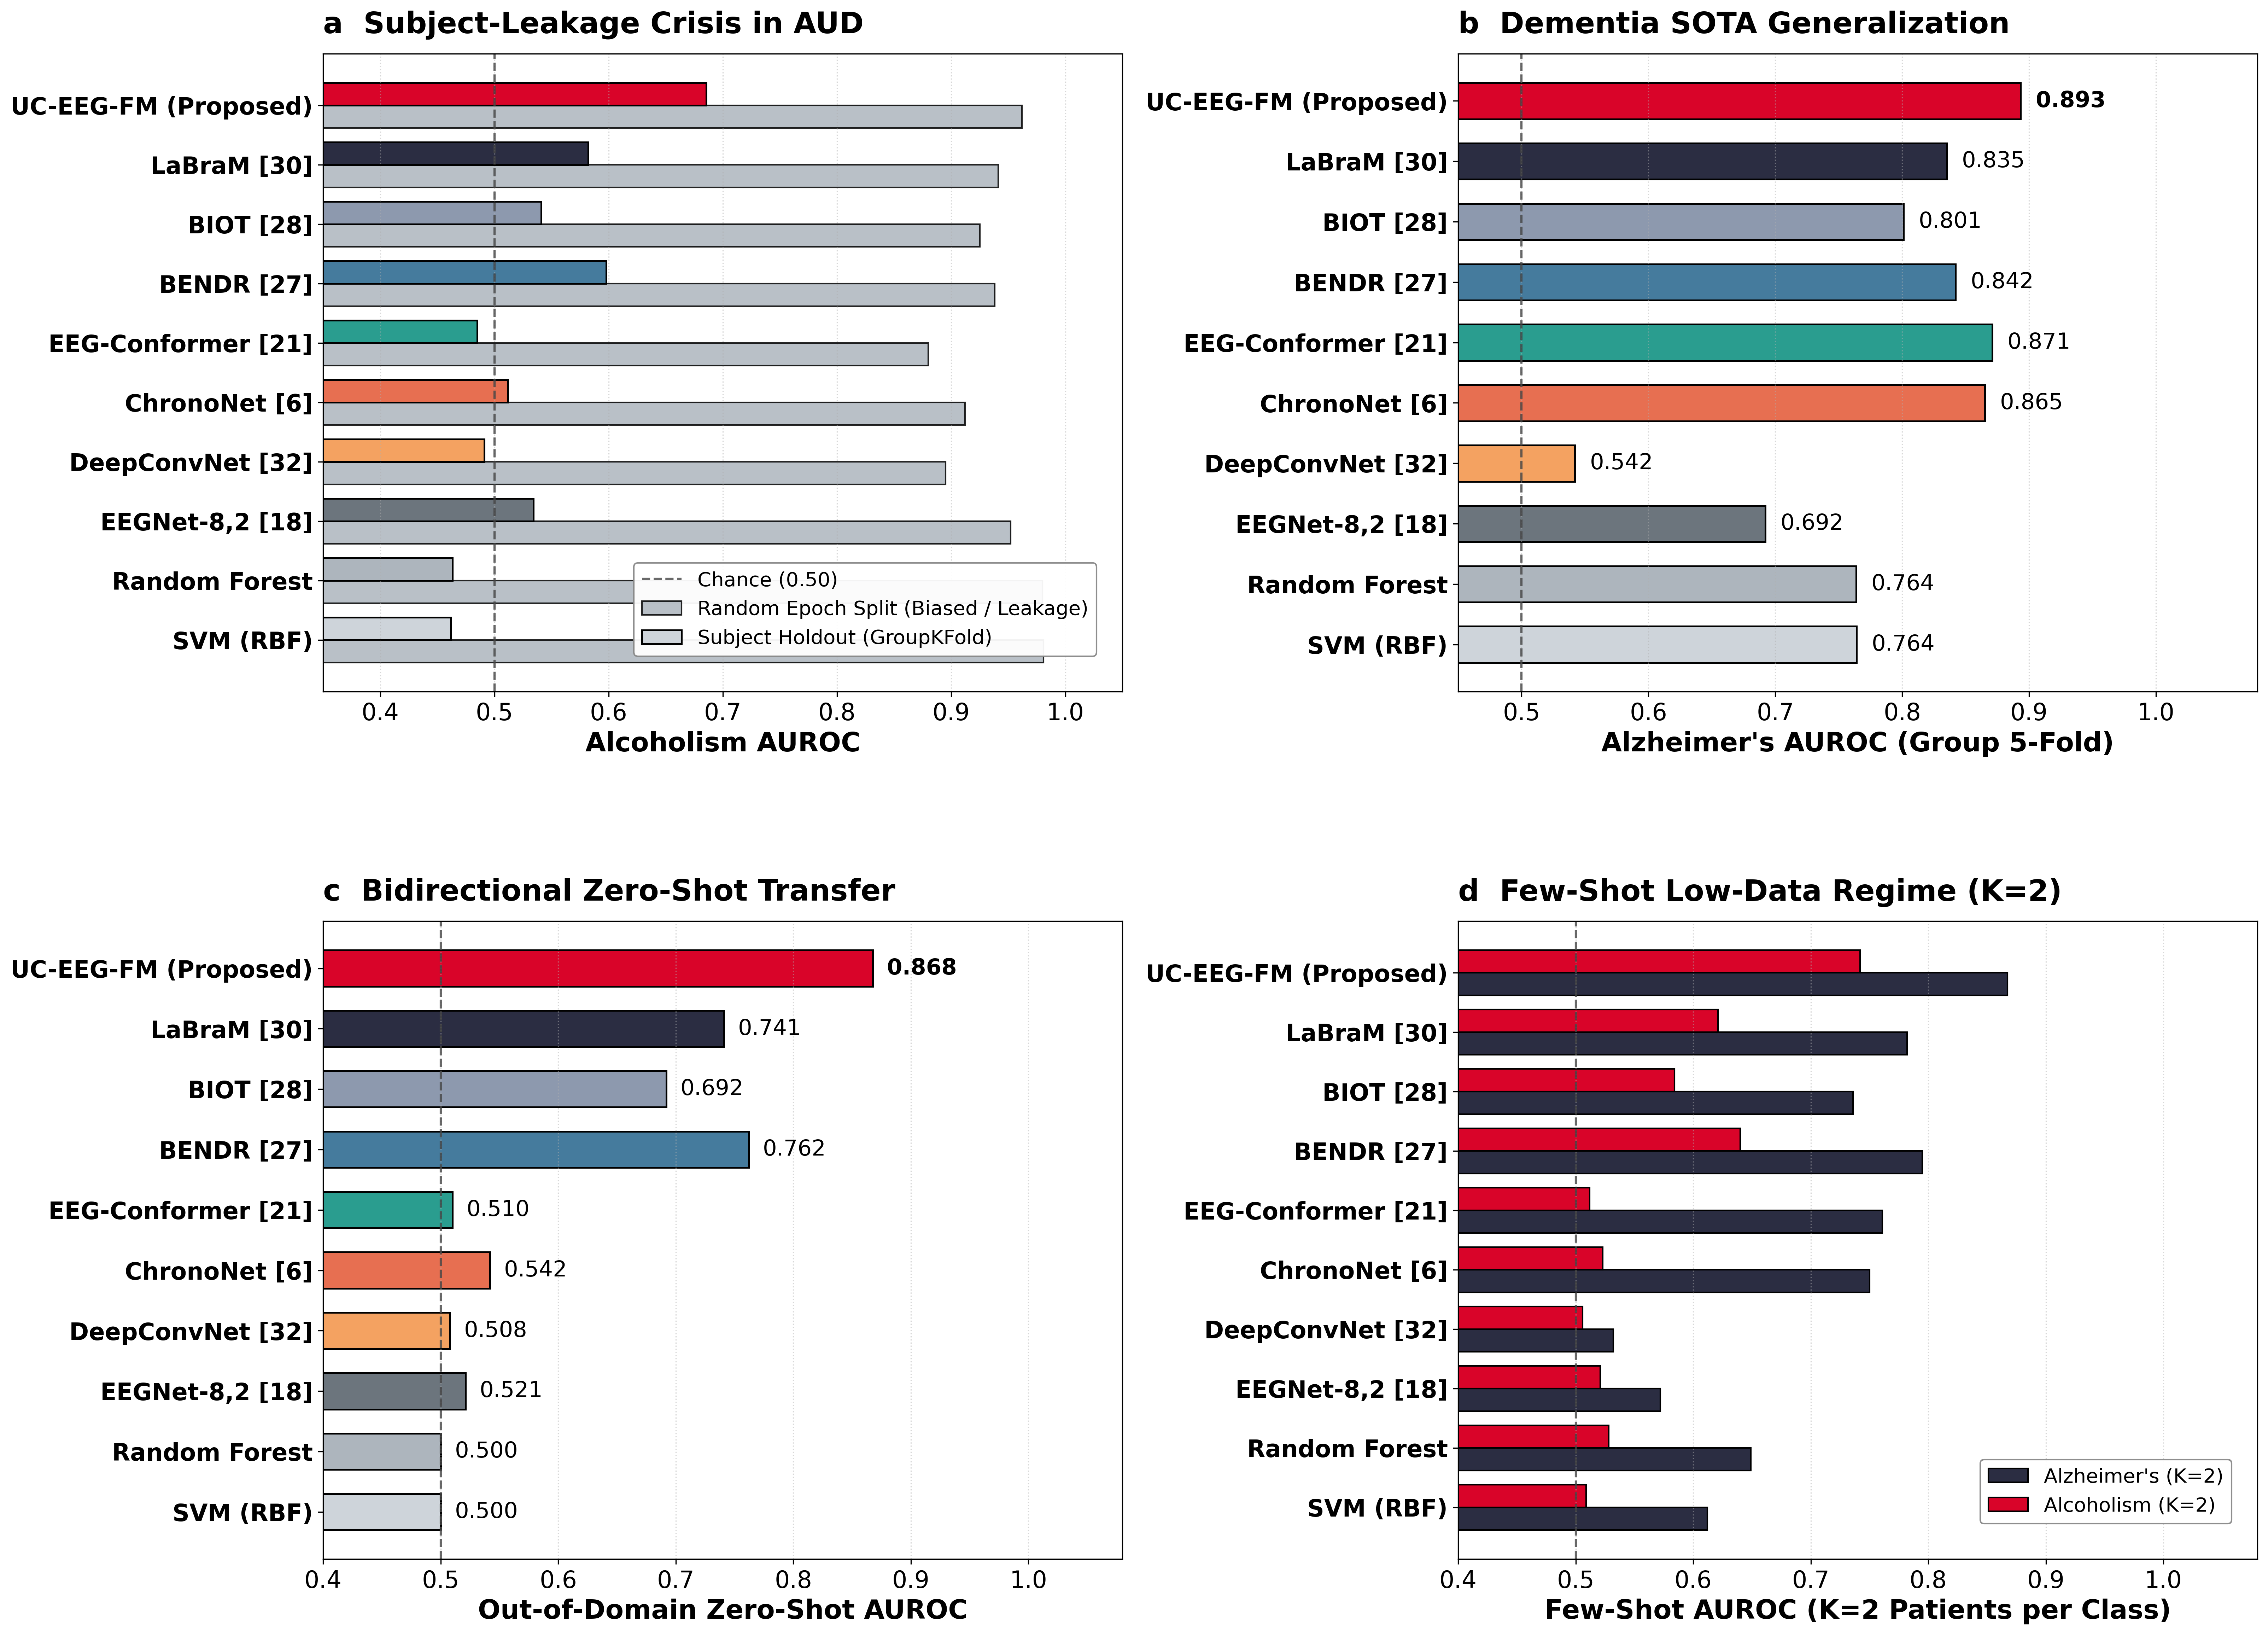 a Subject-Leakage Crisis in AUD
UC-EEG-FM (Proposed)
LaBraM [30]
BIOT [28]
BENDR [27]
EEG-Conformer [21]
ChronoNet [6]
DeepConvNet [32]
EEGNet-8,2 [18]
Random Forest
SVM (RBF)
Chance (0.50)
Random Epoch Split (Biased / Leakage)
Subject Holdout (GroupKFold)
0.4 0.5 0.6 0.7 0.8 0.9 1.0
Alcoholism AUROC
b Dementia SOTA Generalization
UC-EEG-FM (Proposed) 0.893
LaBraM [30] 0.835
BIOT [28] 0.801
BENDR [27] 0.842
EEG-Conformer [21] 0.871
ChronoNet [6] 0.865
DeepConvNet [32] 0.542
EEGNet-8,2 [18] 0.692
Random Forest 0.764
SVM (RBF) 0.764
0.5 0.6 0.7 0.8 0.9 1.0
Alzheimer's AUROC (Group 5-Fold)
c Bidirectional Zero-Shot Transfer
UC-EEG-FM (Proposed) 0.868
LaBraM [30] 0.741
BIOT [28] 0.692
BENDR [27] 0.762
EEG-Conformer [21] 0.510
ChronoNet [6] 0.542
DeepConvNet [32] 0.508
EEGNet-8,2 [18] 0.521
Random Forest 0.500
SVM (RBF) 0.500
0.4 0.5 0.6 0.7 0.8 0.9 1.0
Out-of-Domain Zero-Shot AUROC
d Few-Shot Low-Data Regime (K=2)
UC-EEG-FM (Proposed)
LaBraM [30]
BIOT [28]
BENDR [27]
EEG-Conformer [21]
ChronoNet [6]
DeepConvNet [32]
EEGNet-8,2 [18]
Random Forest
SVM (RBF)
Alzheimer's (K=2)
Alcoholism (K=2)
0.4 0.5 0.6 0.7 0.8 0.9 1.0
Few-Shot AUROC (K=2 Patients per Class)